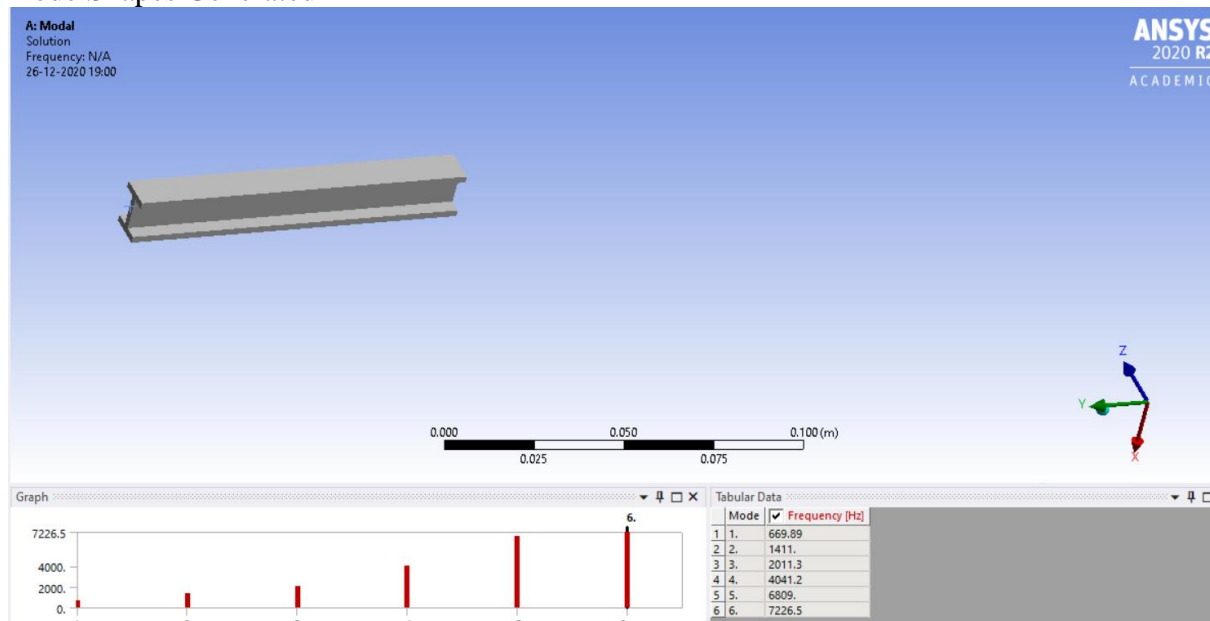 A: Modal
Solution
Frequency: N/A
26-12-2020 19:00
ANSYS
2020 R2
ACADEMIC
Z
Y
X
0.000 0.050 0.100 (m)
0.025 0.075
Graph
6.
7226.5
4000.
2000.
0.
Tabular Data
Mode Frequency [Hz]
1 1. 669.89
2 2. 1411.
3 3. 2011.3
4 4. 4041.2
5 5. 6809.
6 6. 7226.5